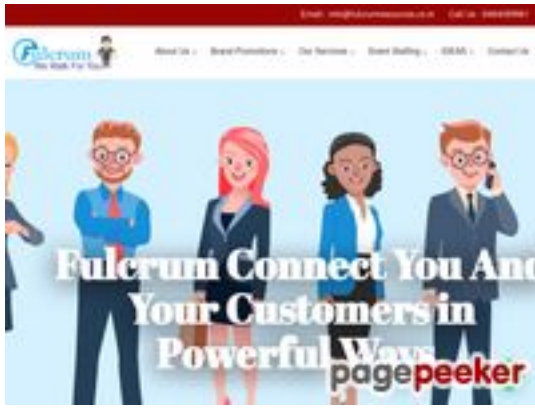 Fulcrum
We Walk For You
About Us Brand Promotions Our Services Event Staffing IDEAS Contact Us
Fulcrum Connect You And
Your Customers in
Powerful Ways
pagepeeker